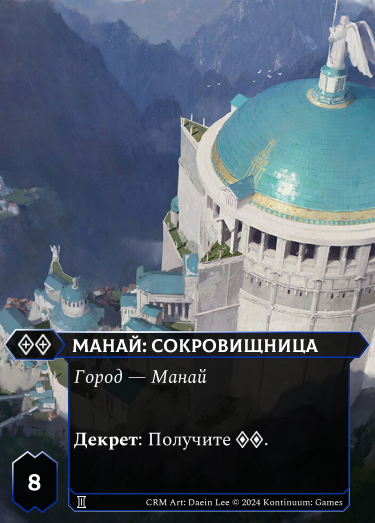 МАНАЙ: СОКРОВИЩНИЦА
Город — Манай
Декрет: Получите.
8
CRM Art: Daein Lee © 2024 Kontinuum: Games